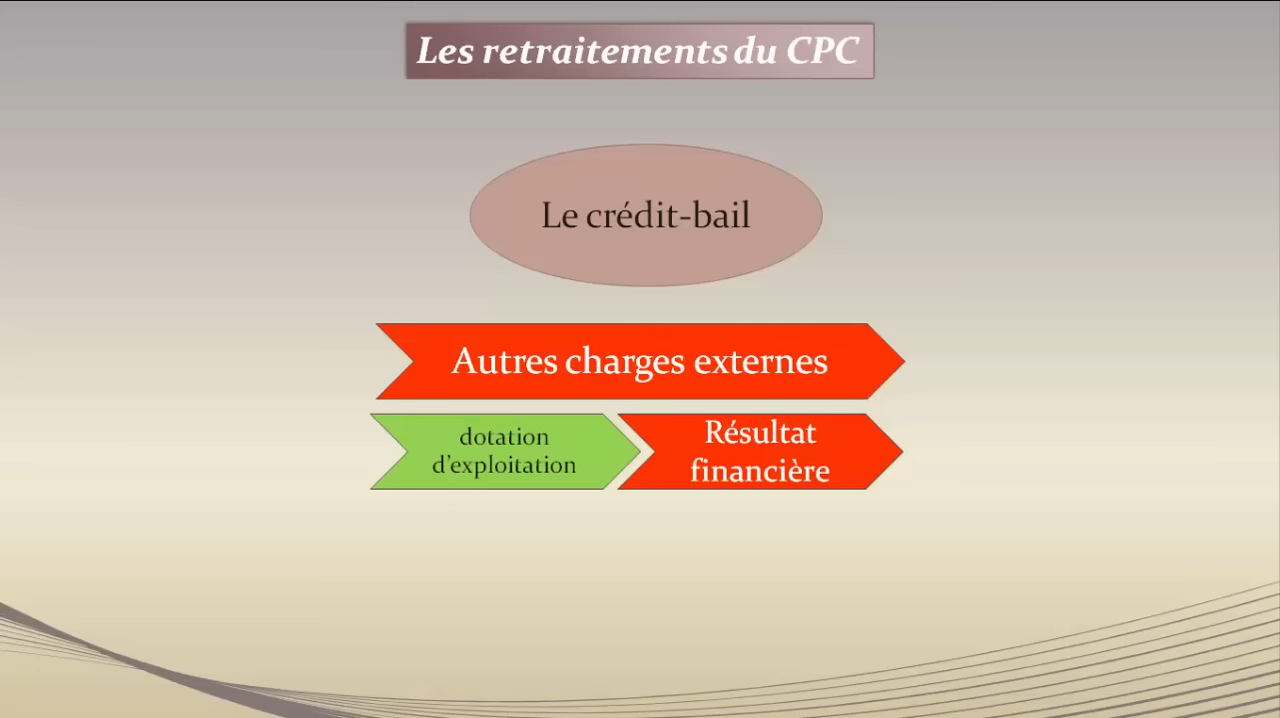 Les retraitements du CPC
Le crédit-bail
Autres charges externes
dotation
d'exploitation
Résultat
financière